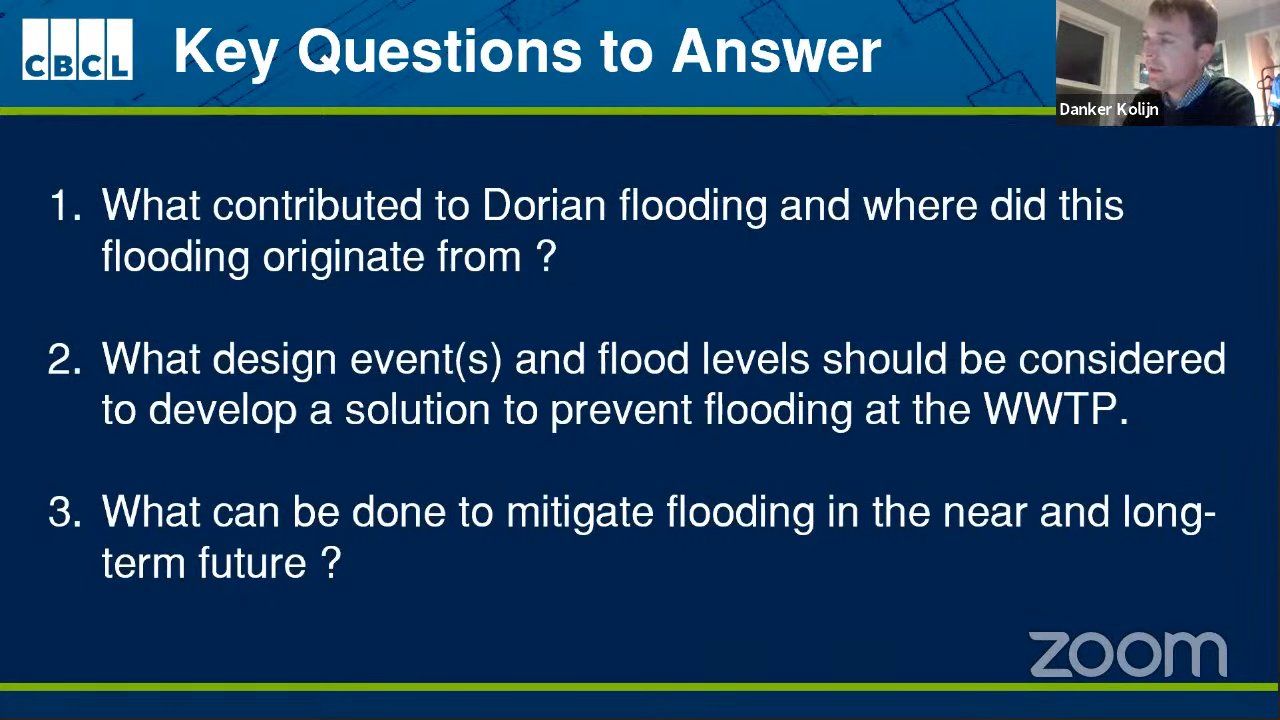 CBCL
Key Questions to Answer
Danker Kolijn
1. What contributed to Dorian flooding and where did this
flooding originate from ?
2. What design event(s) and flood levels should be considered
to develop a solution to prevent flooding at the WWTP.
3. What can be done to mitigate flooding in the near and long-
term future ?
zoom